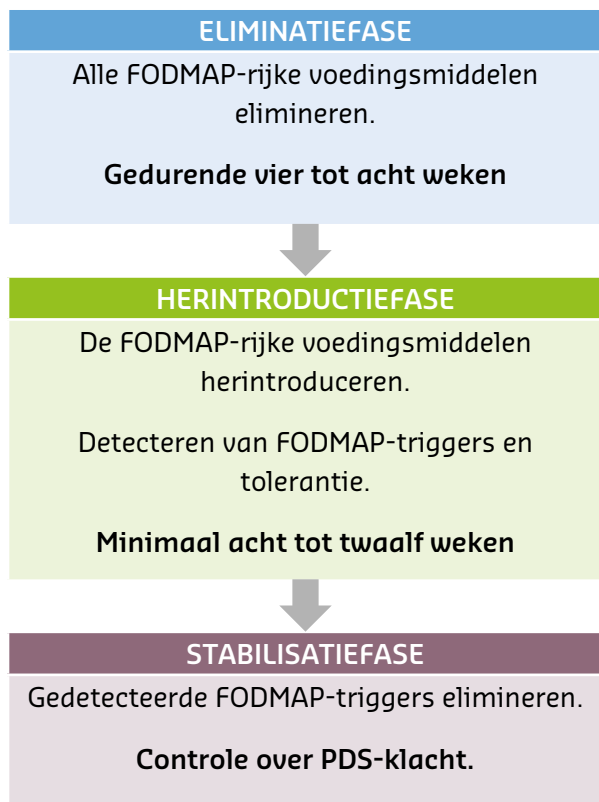 ELIMINATIEFASE
Alle FODMAP-rijke voedingsmiddelen
elimineren.
Gedurende vier tot acht weken
HERINTRODUCTIEFASE
De FODMAP-rijke voedingsmiddelen
herintroduceren.
Detecteren van FODMAP-triggers en
tolerantie.
Minimaal acht tot twaalf weken
STABILISATIEFASE
Gedetecteerde FODMAP-triggers elimineren.
Controle over PDS-klacht.